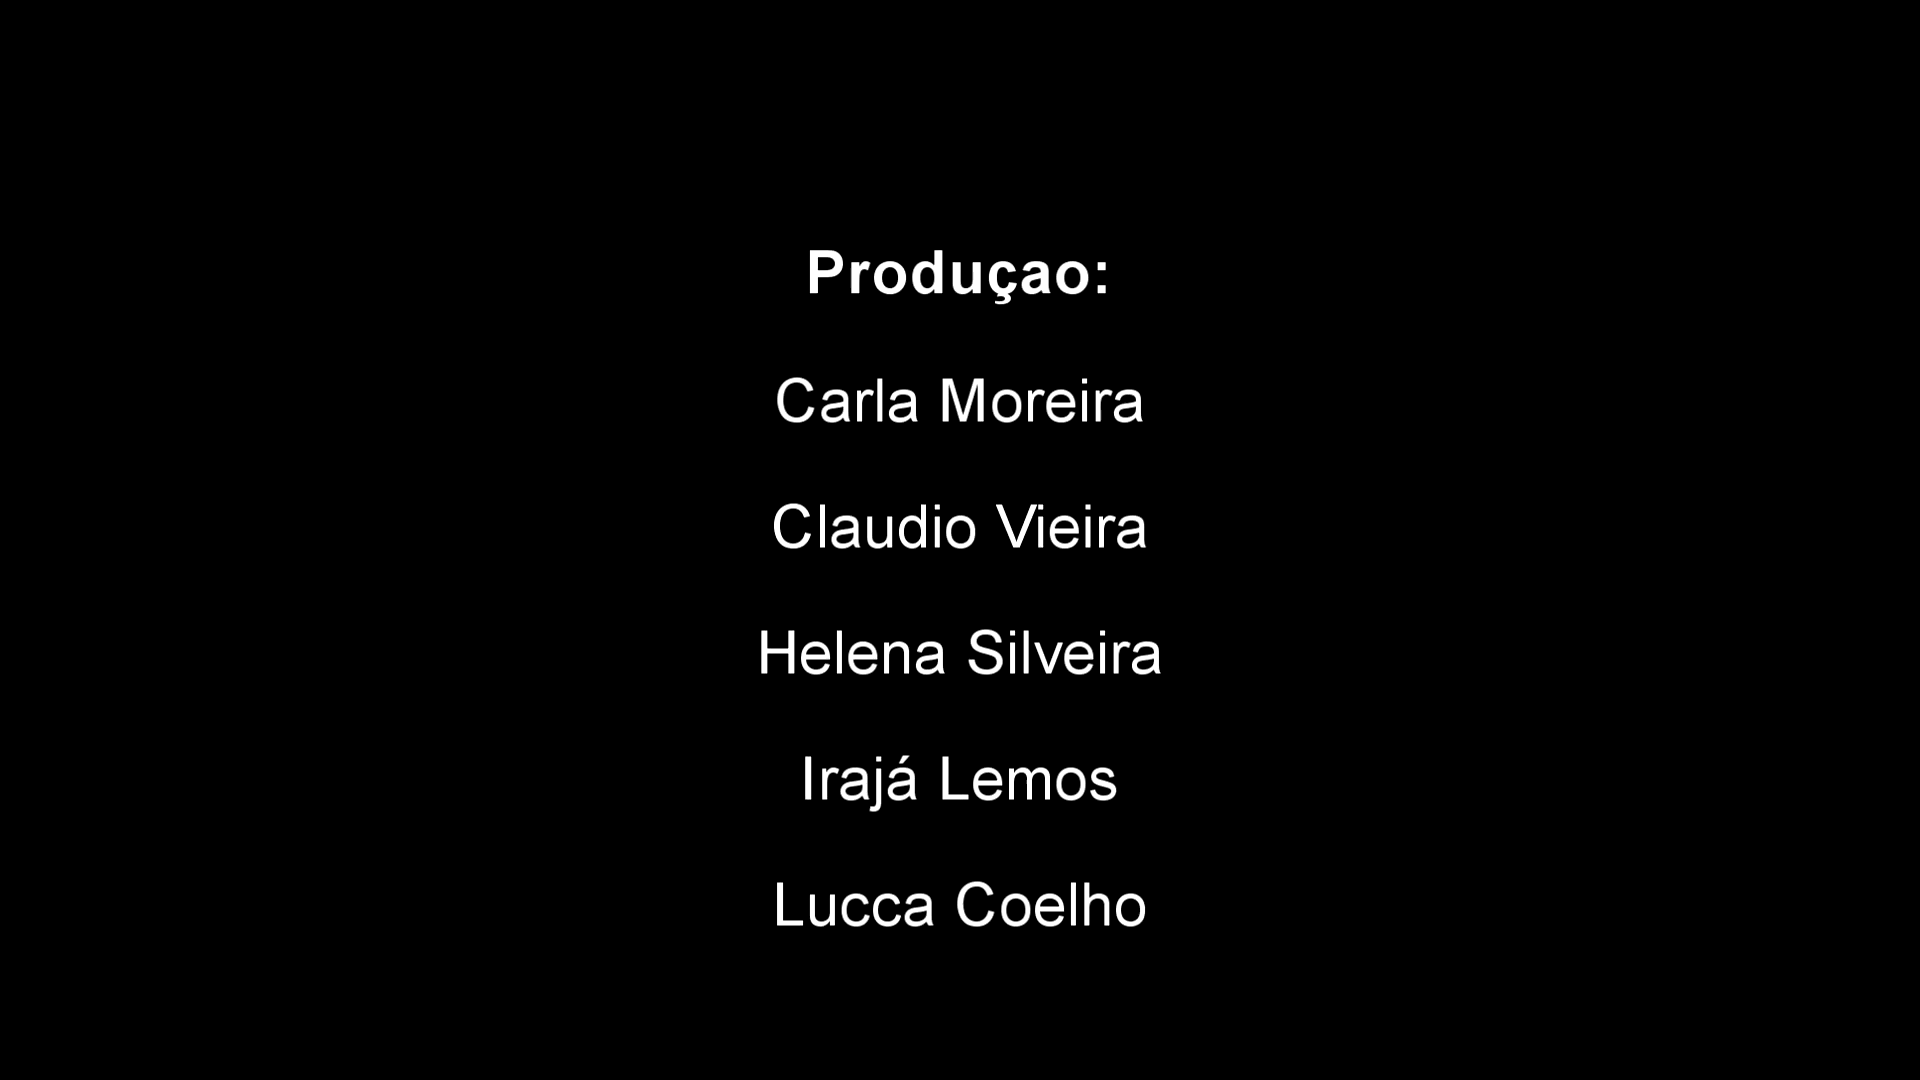 Produçao:
Carla Moreira
Claudio Vieira
Helena Silveira
Irajá Lemos
Lucca Coelho